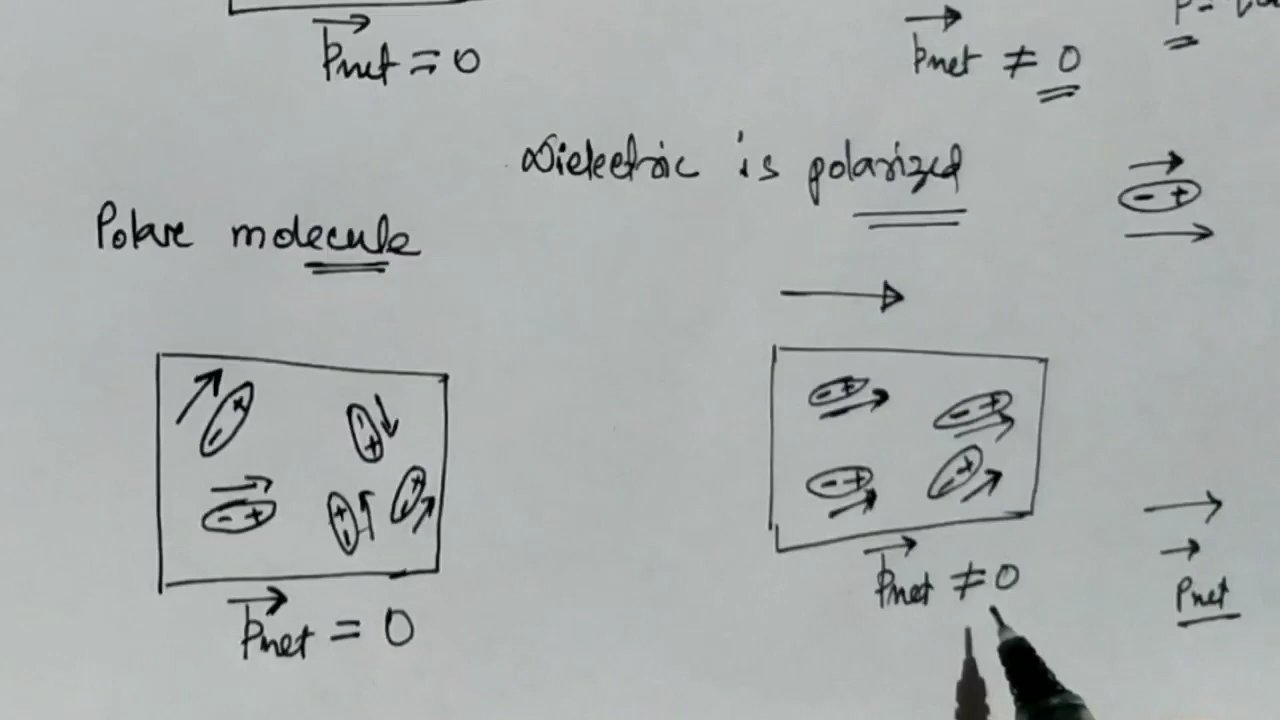 Pnet = 0
Pnet ≠ 0
Dielectric is polarized
- +
Polar molecule
Pnet = 0
Pnet ≠ 0
Pnet